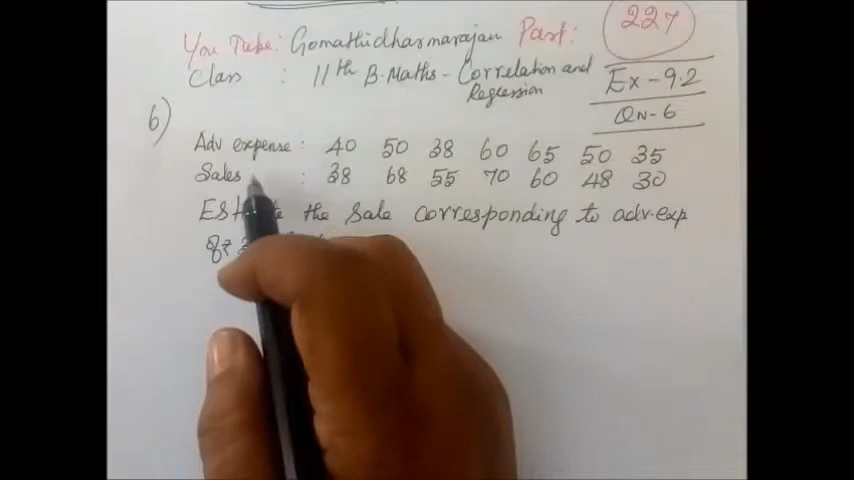 You Tube: Gomathidharmarajan Part: 227
Class : 11th B.Maths - Correlation and Regression
Ex-9.2
Qn-6
6)
Adv expense: 40 50 38 60 65 50 35
Sales : 38 68 55 70 60 48 30
the Sale corresponding to adv.exp
of ₹